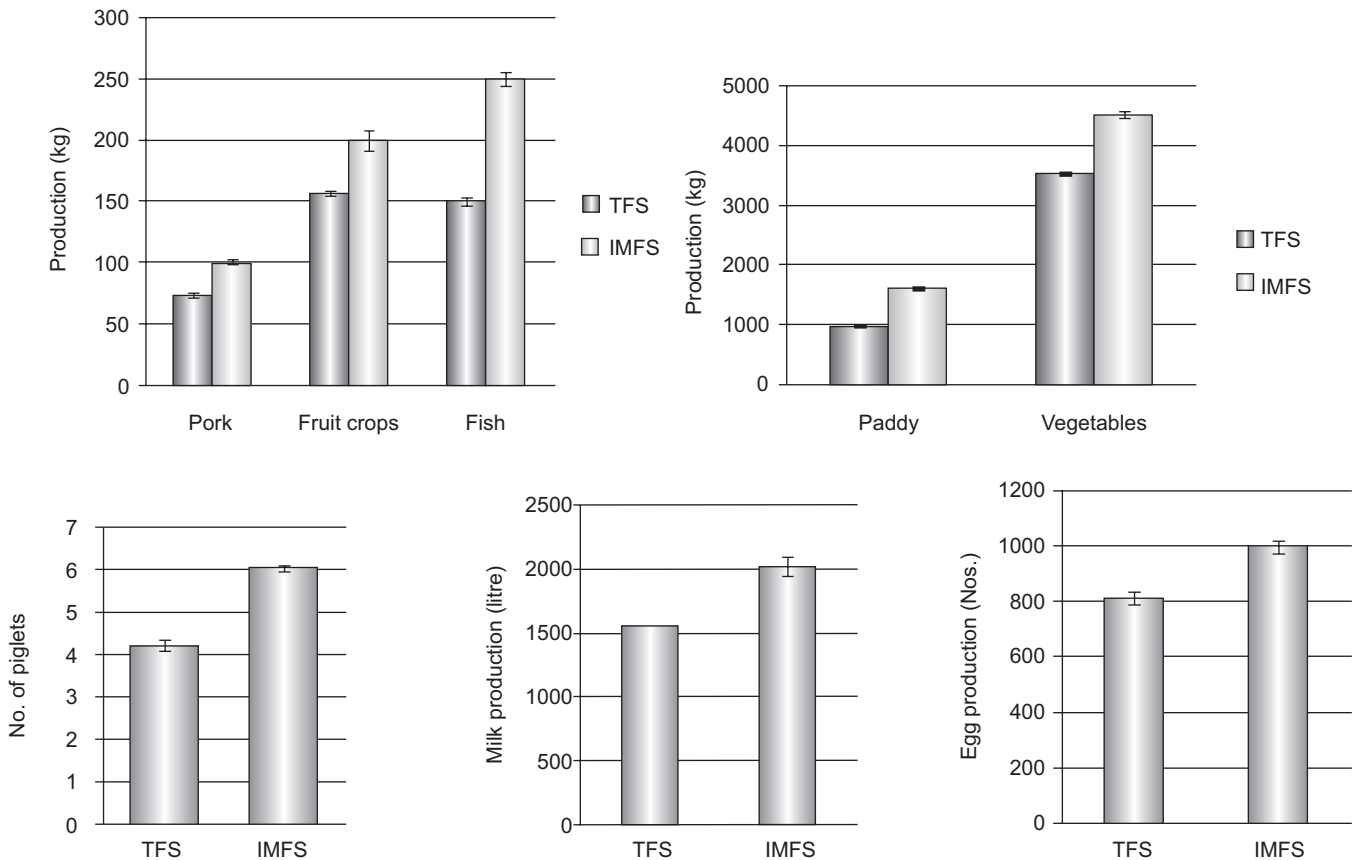 300
250
200
150
100
50
0
Production (kg)
Pork Fruit crops Fish
TFS
IMFS
5000
4000
3000
2000
1000
0
Production (kg)
Paddy Vegetables
TFS
IMFS
7
6
5
4
3
2
1
0
No. of piglets
TFS IMFS
2500
2000
1500
1000
500
0
Milk production (litre)
TFS IMFS
1200
1000
800
600
400
200
0
Egg production (Nos.)
TFS IMFS